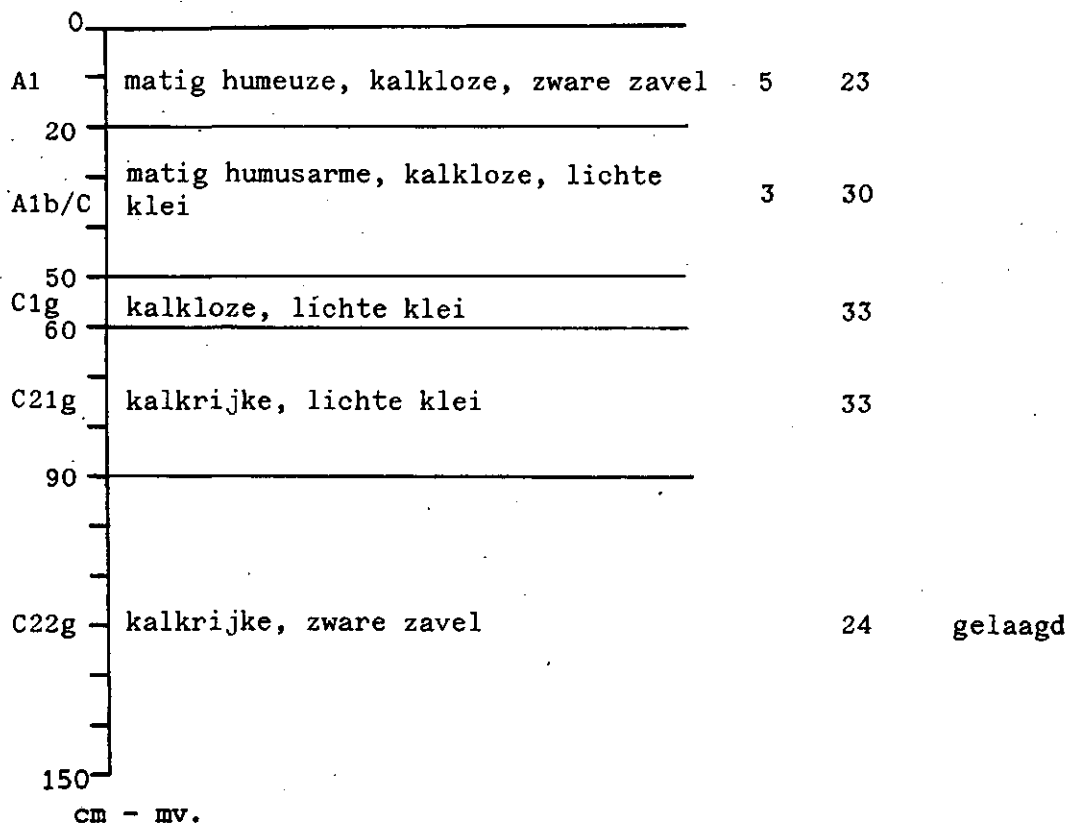 0
A1 matig humeuze, kalkloze, zware zavel 5 23
20
matig humusarme, kalkloze, lichte
A1b/C klei 3 30
50
C1g kalkloze, lichte klei 33
60
C21g kalkrijke, lichte klei 33
90
C22g kalkrijke, zware zavel 24 gelaagd
150
cm - mv.